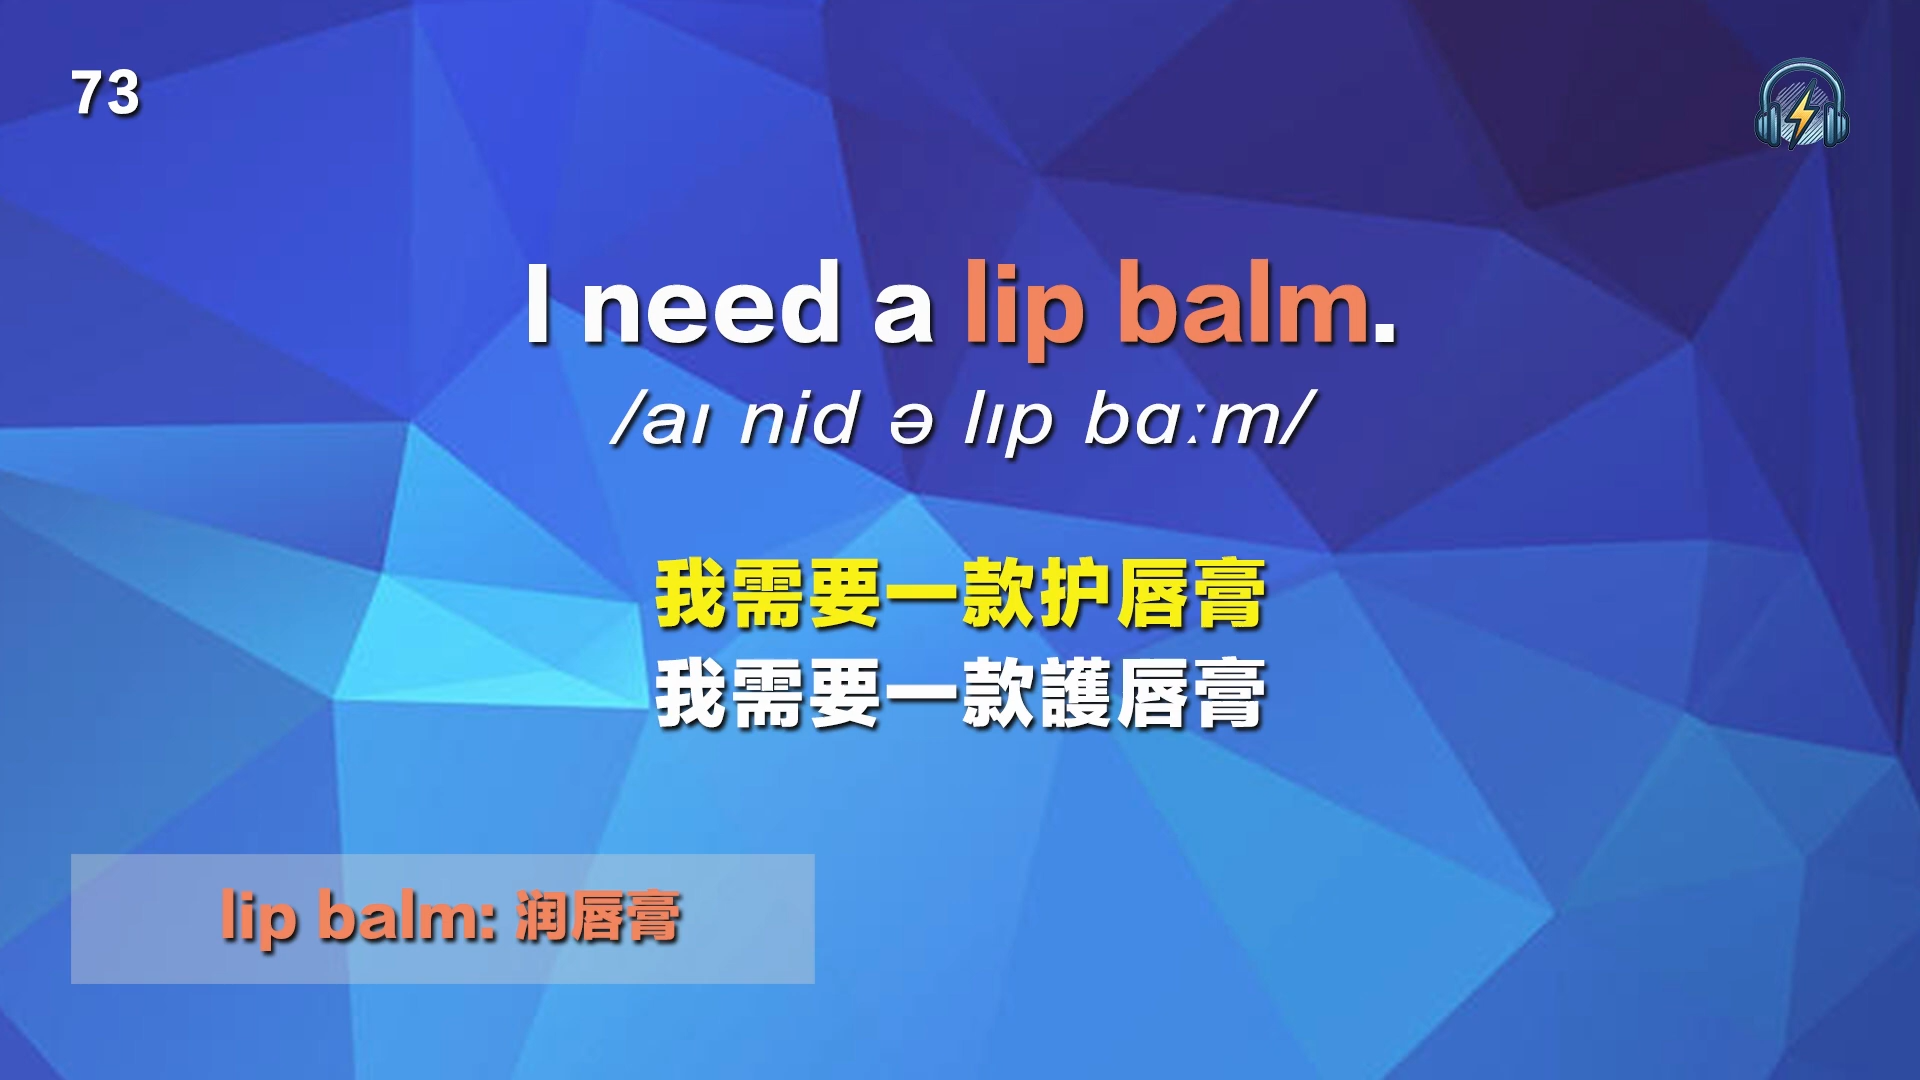 73
I need a lip balm.
/aɪ nid ə lɪp bɑːm/
我需要一款护唇膏
我需要一款護唇膏
lip balm: 润唇膏